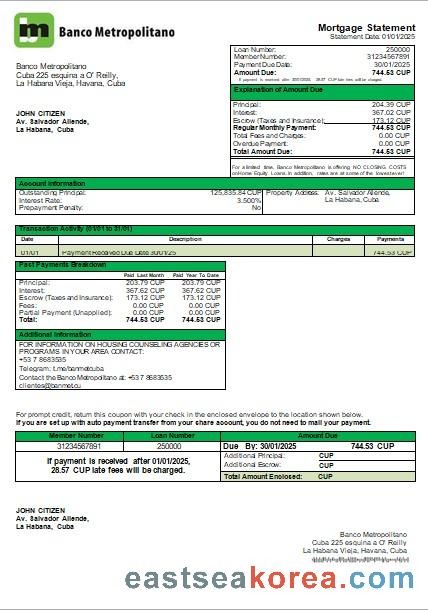 bm Banco Metropolitano
Mortgage Statement
Statement Date: 01/01/2025
Loan Number: 250000
Member Number: 31234567891
Payment Due Date: 30/01/2025
Amount Due: 744.53 CUP
If payment is received after 30/01/2025, 28.57 CUP late fees will be charged.
Banco Metropolitano
Cuba 225 esquina a O' Reilly,
La Habana Vieja, Havana, Cuba
Explanation of Amount Due
Principal: 204.39 CUP
Interest: 367.02 CUP
Escrow (Taxes and Insurance): 173.12 CUP
Regular Monthly Payment: 744.53 CUP
Total Fees and Charges: 0.00 CUP
Overdue Payment: 0.00 CUP
Total Amount Due: 744.53 CUP
JOHN CITIZEN
Av. Salvador Allende,
La Habana, Cuba
For a limited time, Banco Metropolitano is offering NO CLOSING COSTS
on Home Equity Loans. In addition, rates are at some of the lowest ever!
Account Information
Outstanding Principal: 125,835.84 CUP
Interest Rate: 3.500%
Prepayment Penalty: No
Property Address: Av. Salvador Allende,
La Habana, Cuba
Transaction Activity (01/01 to 31/01)
Date Description Charges Payments
01/01 Payment Received Due Date 30/01/25 744.53 CUP
Past Payments Breakdown
Paid Last Month Paid Year To Date
Principal: 203.79 CUP 203.79 CUP
Interest: 367.62 CUP 367.62 CUP
Escrow (Taxes and Insurance): 173.12 CUP 173.12 CUP
Fees: 0.00 CUP 0.00 CUP
Partial Payment (Unapplied): 0.00 CUP 0.00 CUP
Total: 744.53 CUP 744.53 CUP
Additional Information
FOR INFORMATION ON HOUSING COUNSELING AGENCIES OR
PROGRAMS IN YOUR AREA CONTACT:
+53 7 8683535
Telegram: t.me/banmetcuba
Contact the Banco Metropolitano at: +53 7 8683535
clientes@banmet.cu
For prompt credit, return this coupon with your check in the enclosed envelope to the location shown below.
If you are set up with auto payment transfer from your share account, you do not need to mail your payment.
Member Number Loan Number Amount Due
31234567891 250000 Due By: 30/01/2025 744.53 CUP
If payment is received after 01/01/2025,
28.57 CUP late fees will be charged.
Additional Principal: CUP
Additional Escrow: CUP
Total Amount Enclosed: CUP
JOHN CITIZEN
Av. Salvador Allende,
La Habana, Cuba
Banco Metropolitano
Cuba 225 esquina a O' Reilly
La Habana Vieja, Havana, Cuba
eastseakorea.com